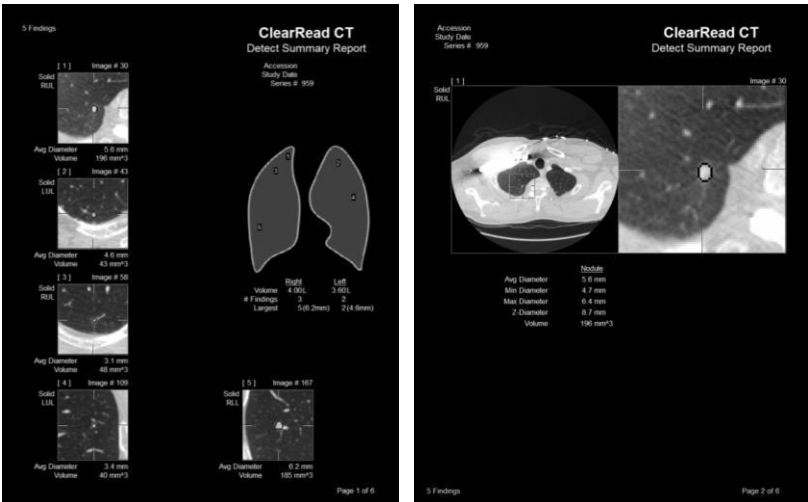 5 Findings
ClearRead CT
Detect Summary Report
Accession
Study Date
Series # 959
[ 1 ] Image # 30
Solid
RUL
Avg Diameter 5.6 mm
Volume 196 mm^3
[ 2 ] Image # 43
Solid
LUL
Avg Diameter 4.6 mm
Volume 43 mm^3
[ 3 ] Image # 58
Solid
RUL
Avg Diameter 3.1 mm
Volume 48 mm^3
[ 4 ] Image # 109
Solid
LUL
Avg Diameter 3.4 mm
Volume 40 mm^3
[ 5 ] Image # 167
Solid
RLL
Avg Diameter 6.2 mm
Volume 185 mm^3
1
2
3
4
5
Right Left
Volume 4.00L 3.60L
# Findings 3 2
Largest 5(6.2mm) 2(4.6mm)
Page 1 of 6
Accession
Study Date
Series # 959
ClearRead CT
Detect Summary Report
[ 1 ] Image # 30
Solid
RUL
Nodule
Avg Diameter 5.6 mm
Min Diameter 4.7 mm
Max Diameter 6.4 mm
Z-Diameter 8.7 mm
Volume 196 mm^3
5 Findings
Page 2 of 6